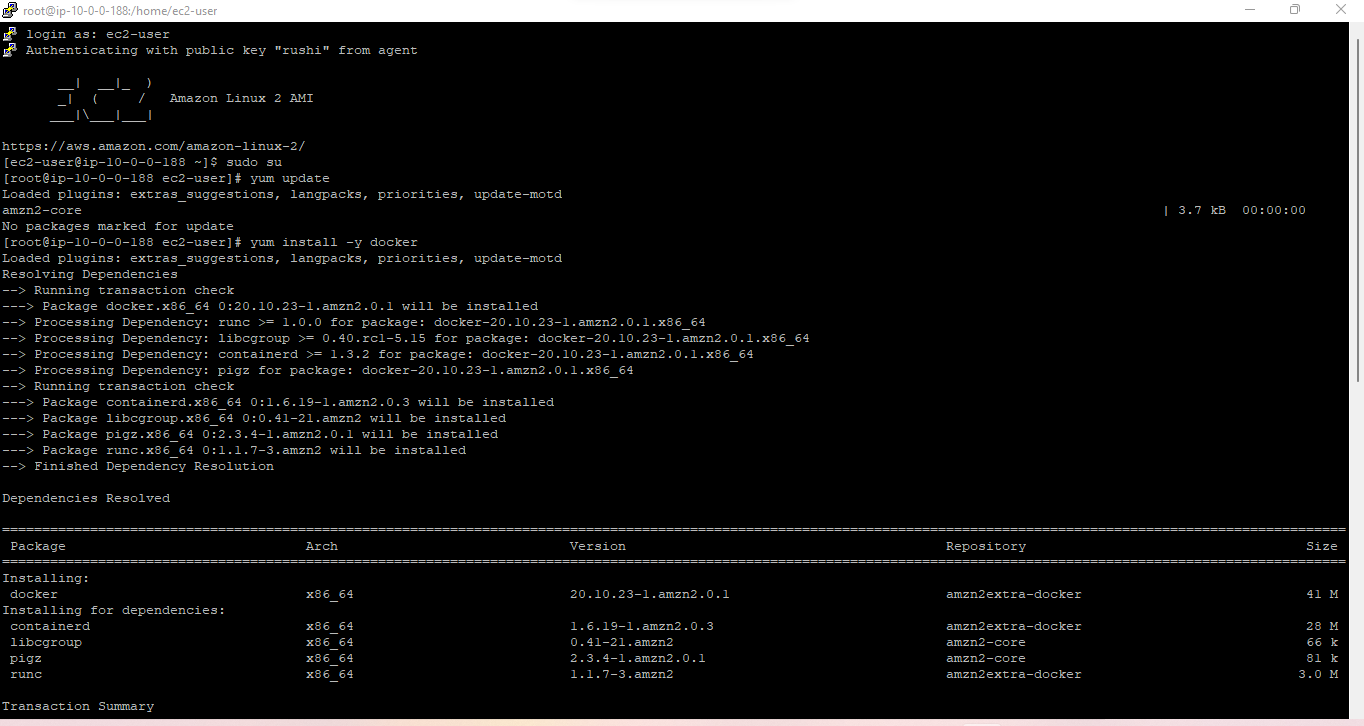 root@ip-10-0-0-188:/home/ec2-user
login as: ec2-user
Authenticating with public key "rushi" from agent
       __|  __|_  )
       _|  (     /   Amazon Linux 2 AMI
      ___|\___|___|
https://aws.amazon.com/amazon-linux-2/
[ec2-user@ip-10-0-0-188 ~]$ sudo su
[root@ip-10-0-0-188 ec2-user]# yum update
Loaded plugins: extras_suggestions, langpacks, priorities, update-motd
amzn2-core | 3.7 kB 00:00:00
No packages marked for update
[root@ip-10-0-0-188 ec2-user]# yum install -y docker
Loaded plugins: extras_suggestions, langpacks, priorities, update-motd
Resolving Dependencies
--> Running transaction check
---> Package docker.x86_64 0:20.10.23-1.amzn2.0.1 will be installed
--> Processing Dependency: runc >= 1.0.0 for package: docker-20.10.23-1.amzn2.0.1.x86_64
--> Processing Dependency: libcgroup >= 0.40.rc1-5.15 for package: docker-20.10.23-1.amzn2.0.1.x86_64
--> Processing Dependency: containerd >= 1.3.2 for package: docker-20.10.23-1.amzn2.0.1.x86_64
--> Processing Dependency: pigz for package: docker-20.10.23-1.amzn2.0.1.x86_64
--> Running transaction check
---> Package containerd.x86_64 0:1.6.19-1.amzn2.0.3 will be installed
---> Package libcgroup.x86_64 0:0.41-21.amzn2 will be installed
---> Package pigz.x86_64 0:2.3.4-1.amzn2.0.1 will be installed
---> Package runc.x86_64 0:1.1.7-3.amzn2 will be installed
--> Finished Dependency Resolution
Dependencies Resolved
Package Arch Version Repository Size
Installing:
docker x86_64 20.10.23-1.amzn2.0.1 amzn2extra-docker 41 M
Installing for dependencies:
containerd x86_64 1.6.19-1.amzn2.0.3 amzn2extra-docker 28 M
libcgroup x86_64 0.41-21.amzn2 amzn2-core 66 k
pigz x86_64 2.3.4-1.amzn2.0.1 amzn2-core 81 k
runc x86_64 1.1.7-3.amzn2 amzn2extra-docker 3.0 M
Transaction Summary